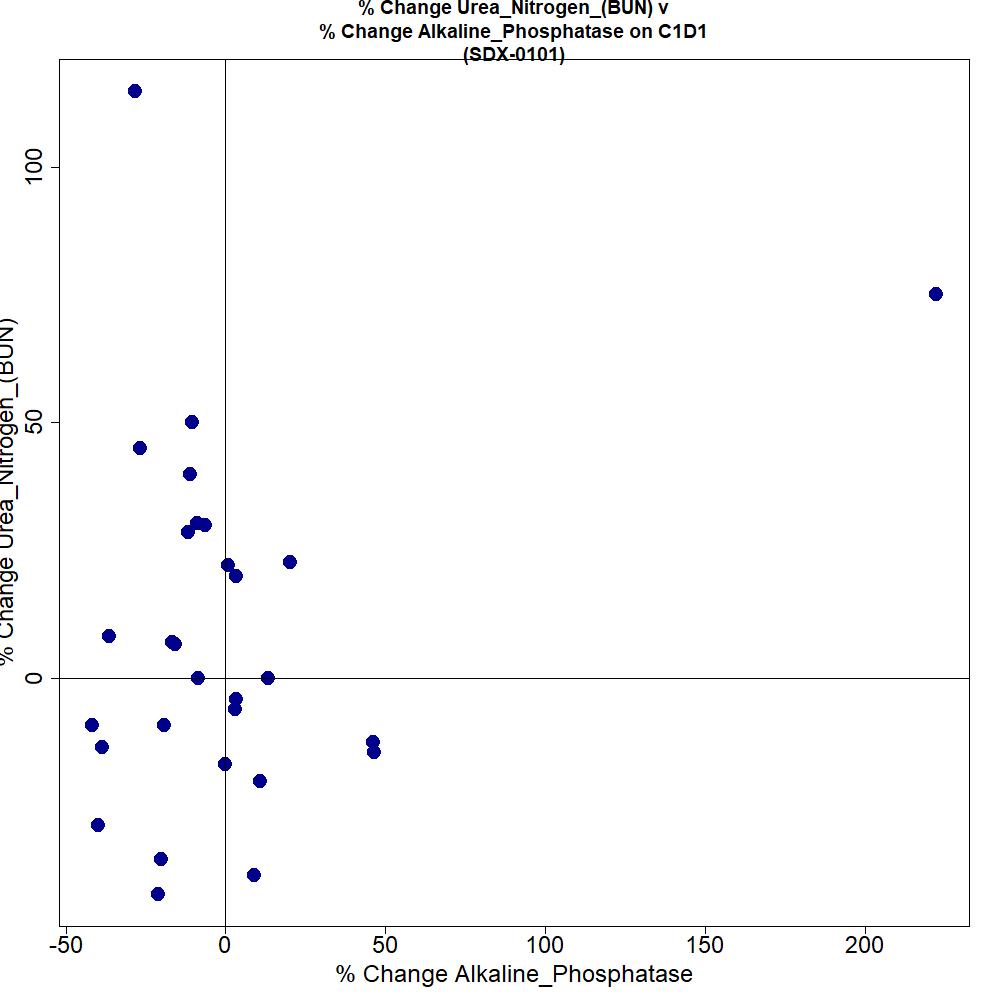 % Change Urea_Nitrogen_(BUN) v
% Change Alkaline_Phosphatase on C1D1
(SDX-0101)
% Change Urea_Nitrogen_(BUN)
100
50
0
-50
0
50
100
150
200
% Change Alkaline_Phosphatase